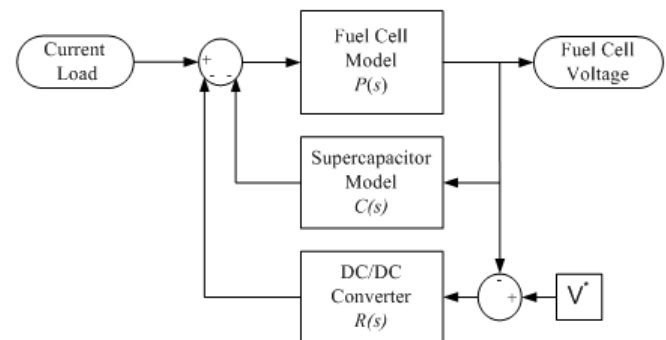 Current
Load
+
-
-
Fuel Cell
Model
P(s)
Fuel Cell
Voltage
Supercapacitor
Model
C(s)
DC/DC
Converter
R(s)
-
+
V*